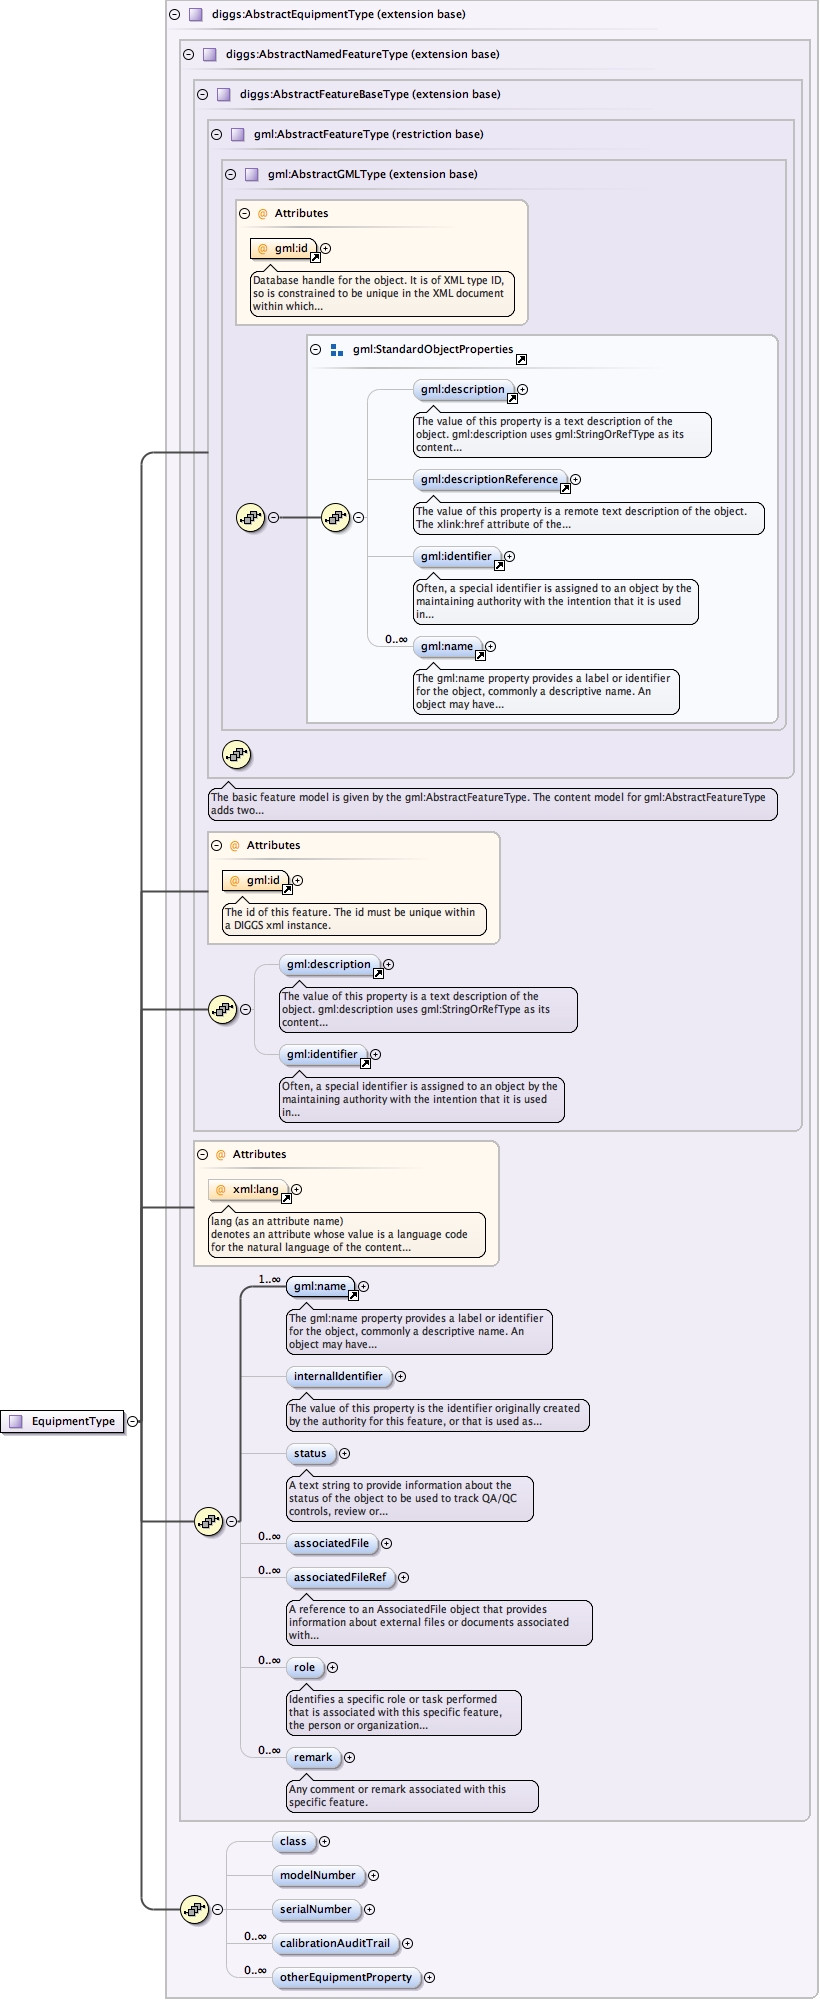 diggs:AbstractEquipmentType (extension base)
diggs:AbstractNamedFeatureType (extension base)
diggs:AbstractFeatureBaseType (extension base)
gml:AbstractFeatureType (restriction base)
gml:AbstractGMLType (extension base)
@ Attributes
@ gml:id
Database handle for the object. It is of XML type ID,
so is constrained to be unique in the XML document
within which...
gml:StandardObjectProperties
gml:description
The value of this property is a text description of the
object. gml:description uses gml:StringOrRefType as its
content...
gml:descriptionReference
The value of this property is a remote text description of the object.
The xlink:href attribute of the...
gml:identifier
Often, a special identifier is assigned to an object by the
maintaining authority with the intention that it is used
in...
0..∞
gml:name
The gml:name property provides a label or identifier
for the object, commonly a descriptive name. An
object may have...
The basic feature model is given by the gml:AbstractFeatureType. The content model for gml:AbstractFeatureType
adds two...
@ Attributes
@ gml:id
The id of this feature. The id must be unique within
a DIGGS xml instance.
gml:description
The value of this property is a text description of the
object. gml:description uses gml:StringOrRefType as its
content...
gml:identifier
Often, a special identifier is assigned to an object by the
maintaining authority with the intention that it is used
in...
@ Attributes
@ xml:lang
lang (as an attribute name)
denotes an attribute whose value is a language code
for the natural language of the content...
1..∞
gml:name
The gml:name property provides a label or identifier
for the object, commonly a descriptive name. An
object may have...
internalIdentifier
The value of this property is the identifier originally created
by the authority for this feature, or that is used as...
EquipmentType
status
A text string to provide information about the
status of the object to be used to track QA/QC
controls, review or...
0..∞
associatedFile
0..∞
associatedFileRef
A reference to an AssociatedFile object that provides
information about external files or documents associated
with...
0..∞
role
Identifies a specific role or task performed
that is associated with this specific feature,
the person or organization...
0..∞
remark
Any comment or remark associated with this
specific feature.
class
modelNumber
serialNumber
0..∞
calibrationAuditTrail
0..∞
otherEquipmentProperty